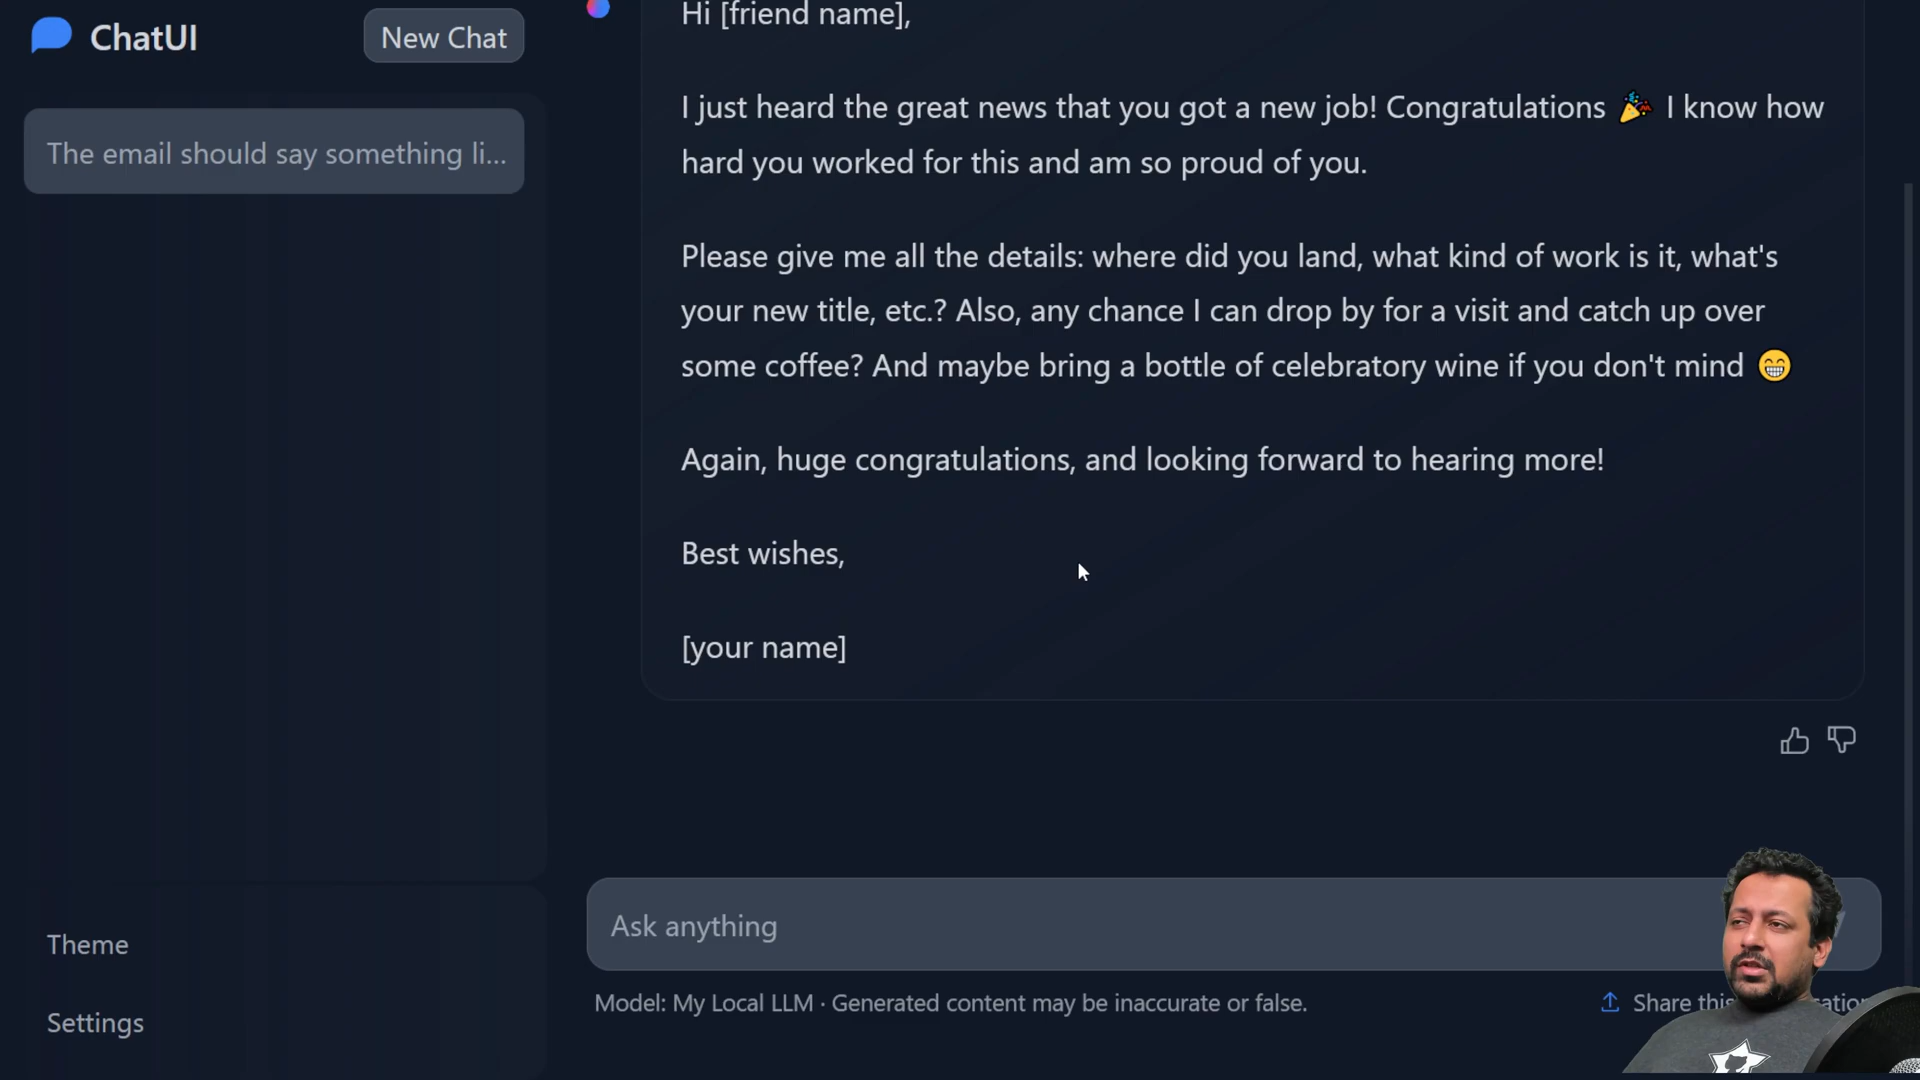 ChatUI
New Chat
The email should say something li...
Theme
Settings
Hi [friend name],
I just heard the great news that you got a new job! Congratulations 🎉 I know how
hard you worked for this and am so proud of you.
Please give me all the details: where did you land, what kind of work is it, what's
your new title, etc.? Also, any chance I can drop by for a visit and catch up over
some coffee? And maybe bring a bottle of celebratory wine if you don't mind 😁
Again, huge congratulations, and looking forward to hearing more!
Best wishes,
[your name]
Ask anything
Model: My Local LLM · Generated content may be inaccurate or false.
Share this